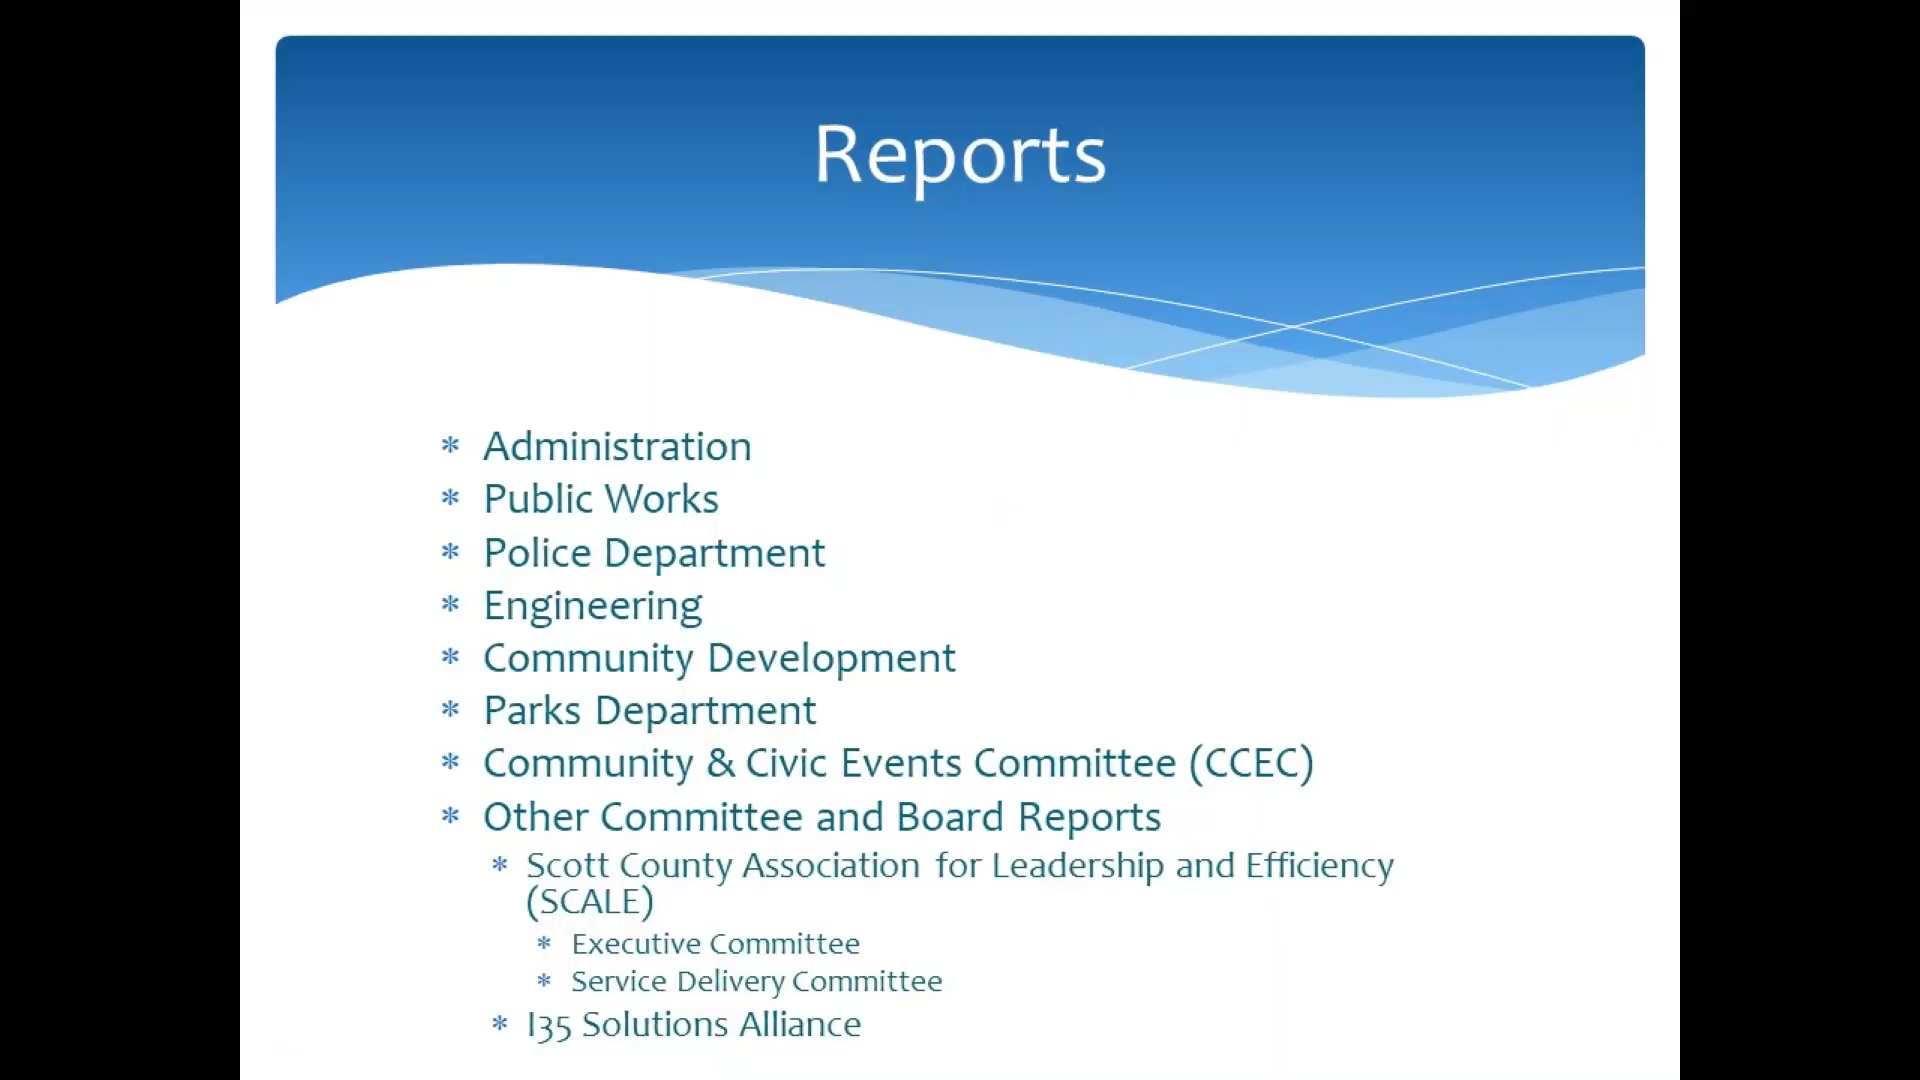 Reports
* Administration
* Public Works
* Police Department
* Engineering
* Community Development
* Parks Department
* Community & Civic Events Committee (CCEC)
* Other Committee and Board Reports
* Scott County Association for Leadership and Efficiency
(SCALE)
* Executive Committee
* Service Delivery Committee
* I35 Solutions Alliance